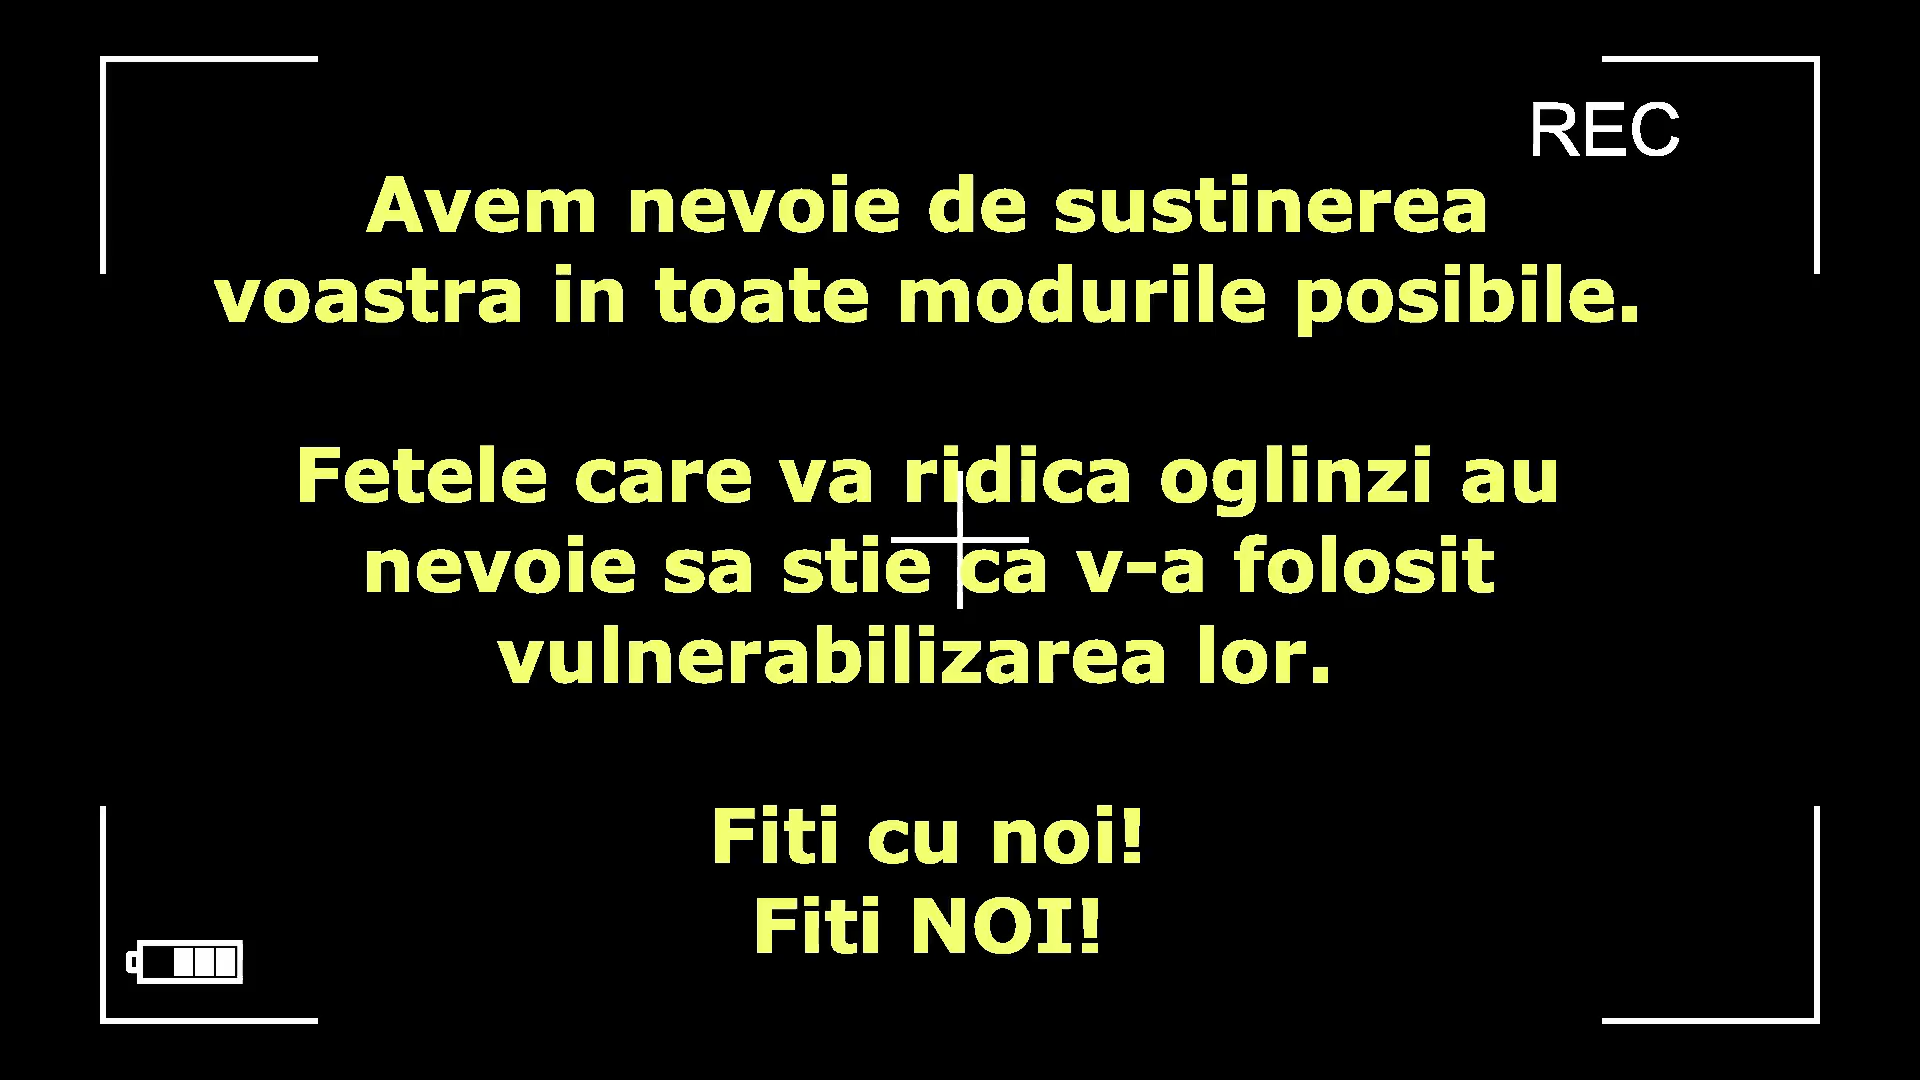 REC
Avem nevoie de sustinerea
voastra in toate modurile posibile.
Fetele care va ridica oglinzi au
nevoie sa stie ca v-a folosit
vulnerabilizarea lor.
Fiti cu noi!
Fiti NOI!